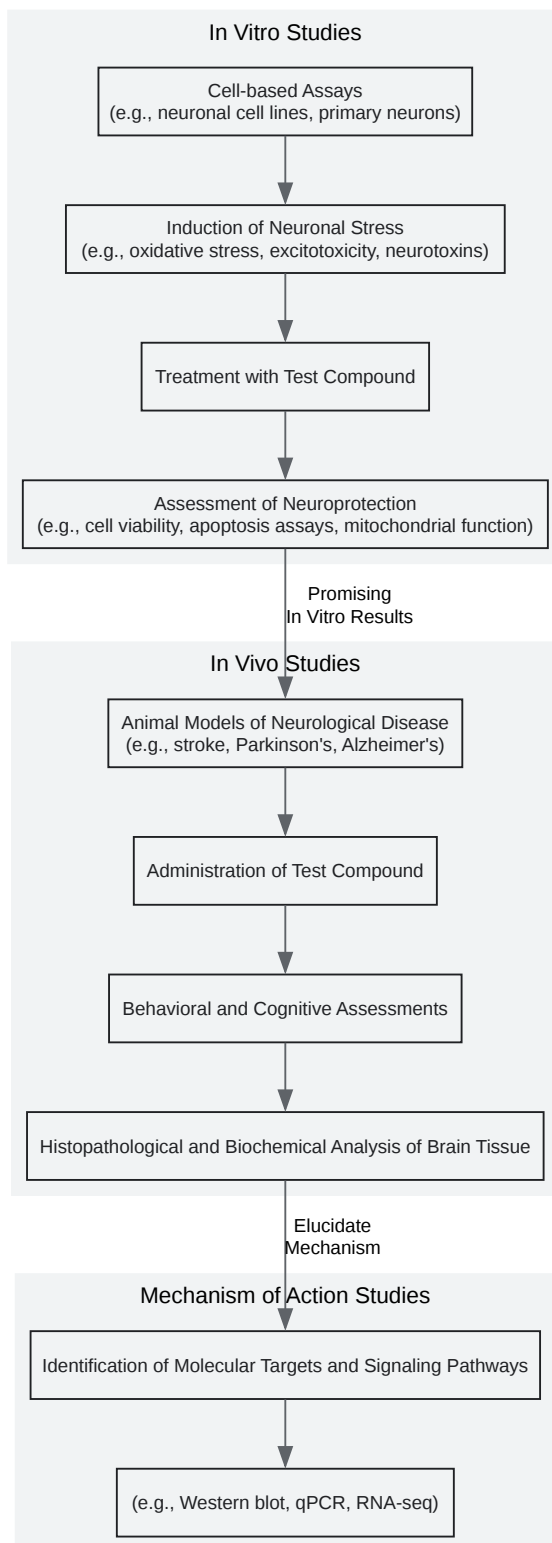 In Vitro Studies
Cell-based Assays
(e.g., neuronal cell lines, primary neurons)
Induction of Neuronal Stress
(e.g., oxidative stress, excitotoxicity, neurotoxins)
Treatment with Test Compound
Assessment of Neuroprotection
(e.g., cell viability, apoptosis assays, mitochondrial function)
Promising
In Vitro Results
In Vivo Studies
Animal Models of Neurological Disease
(e.g., stroke, Parkinson's, Alzheimer's)
Administration of Test Compound
Behavioral and Cognitive Assessments
Histopathological and Biochemical Analysis of Brain Tissue
Elucidate
Mechanism
Mechanism of Action Studies
Identification of Molecular Targets and Signaling Pathways
(e.g., Western blot, qPCR, RNA-seq)